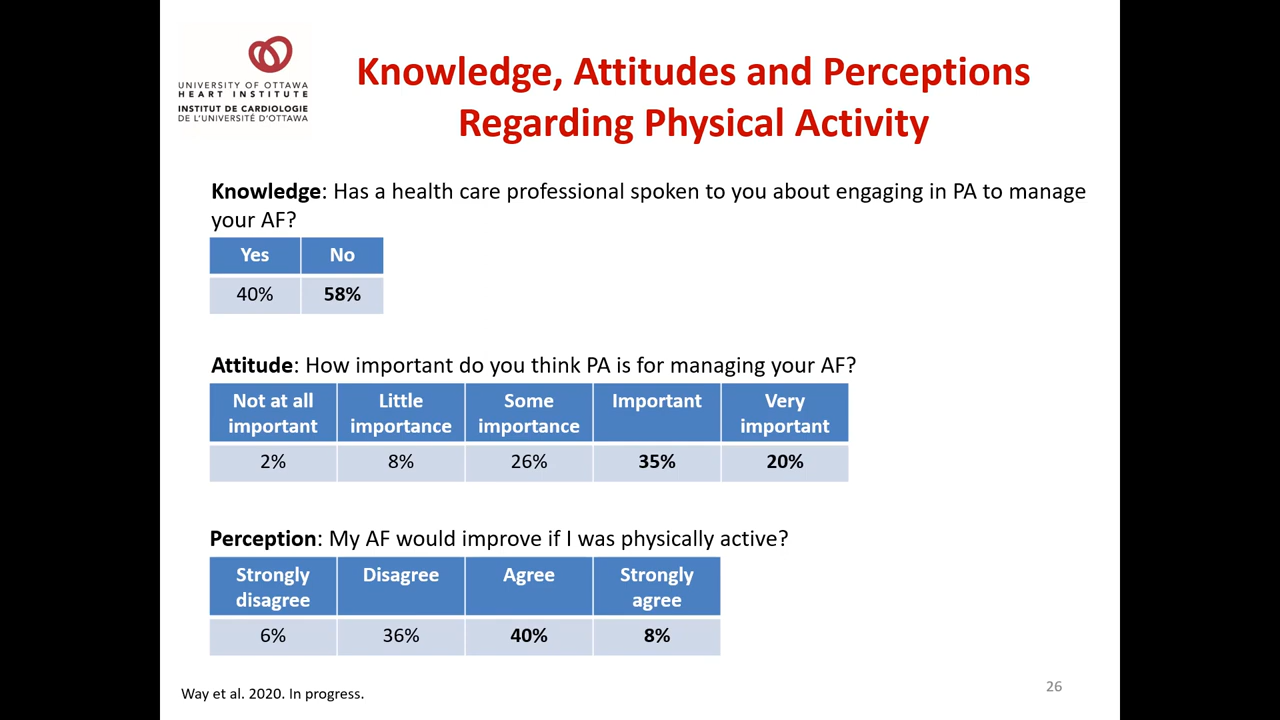 UNIVERSITY OF OTTAWA
HEART INSTITUTE
INSTITUT DE CARDIOLOGIE
DE L'UNIVERSITÉ D'OTTAWA
Knowledge, Attitudes and Perceptions
Regarding Physical Activity
Knowledge: Has a health care professional spoken to you about engaging in PA to manage
your AF?
Yes No
40% 58%
Attitude: How important do you think PA is for managing your AF?
Not at all Little Some Important Very
important importance importance important
2% 8% 26% 35% 20%
Perception: My AF would improve if I was physically active?
Strongly Disagree Agree Strongly
disagree agree
6% 36% 40% 8%
Way et al. 2020. In progress.
26